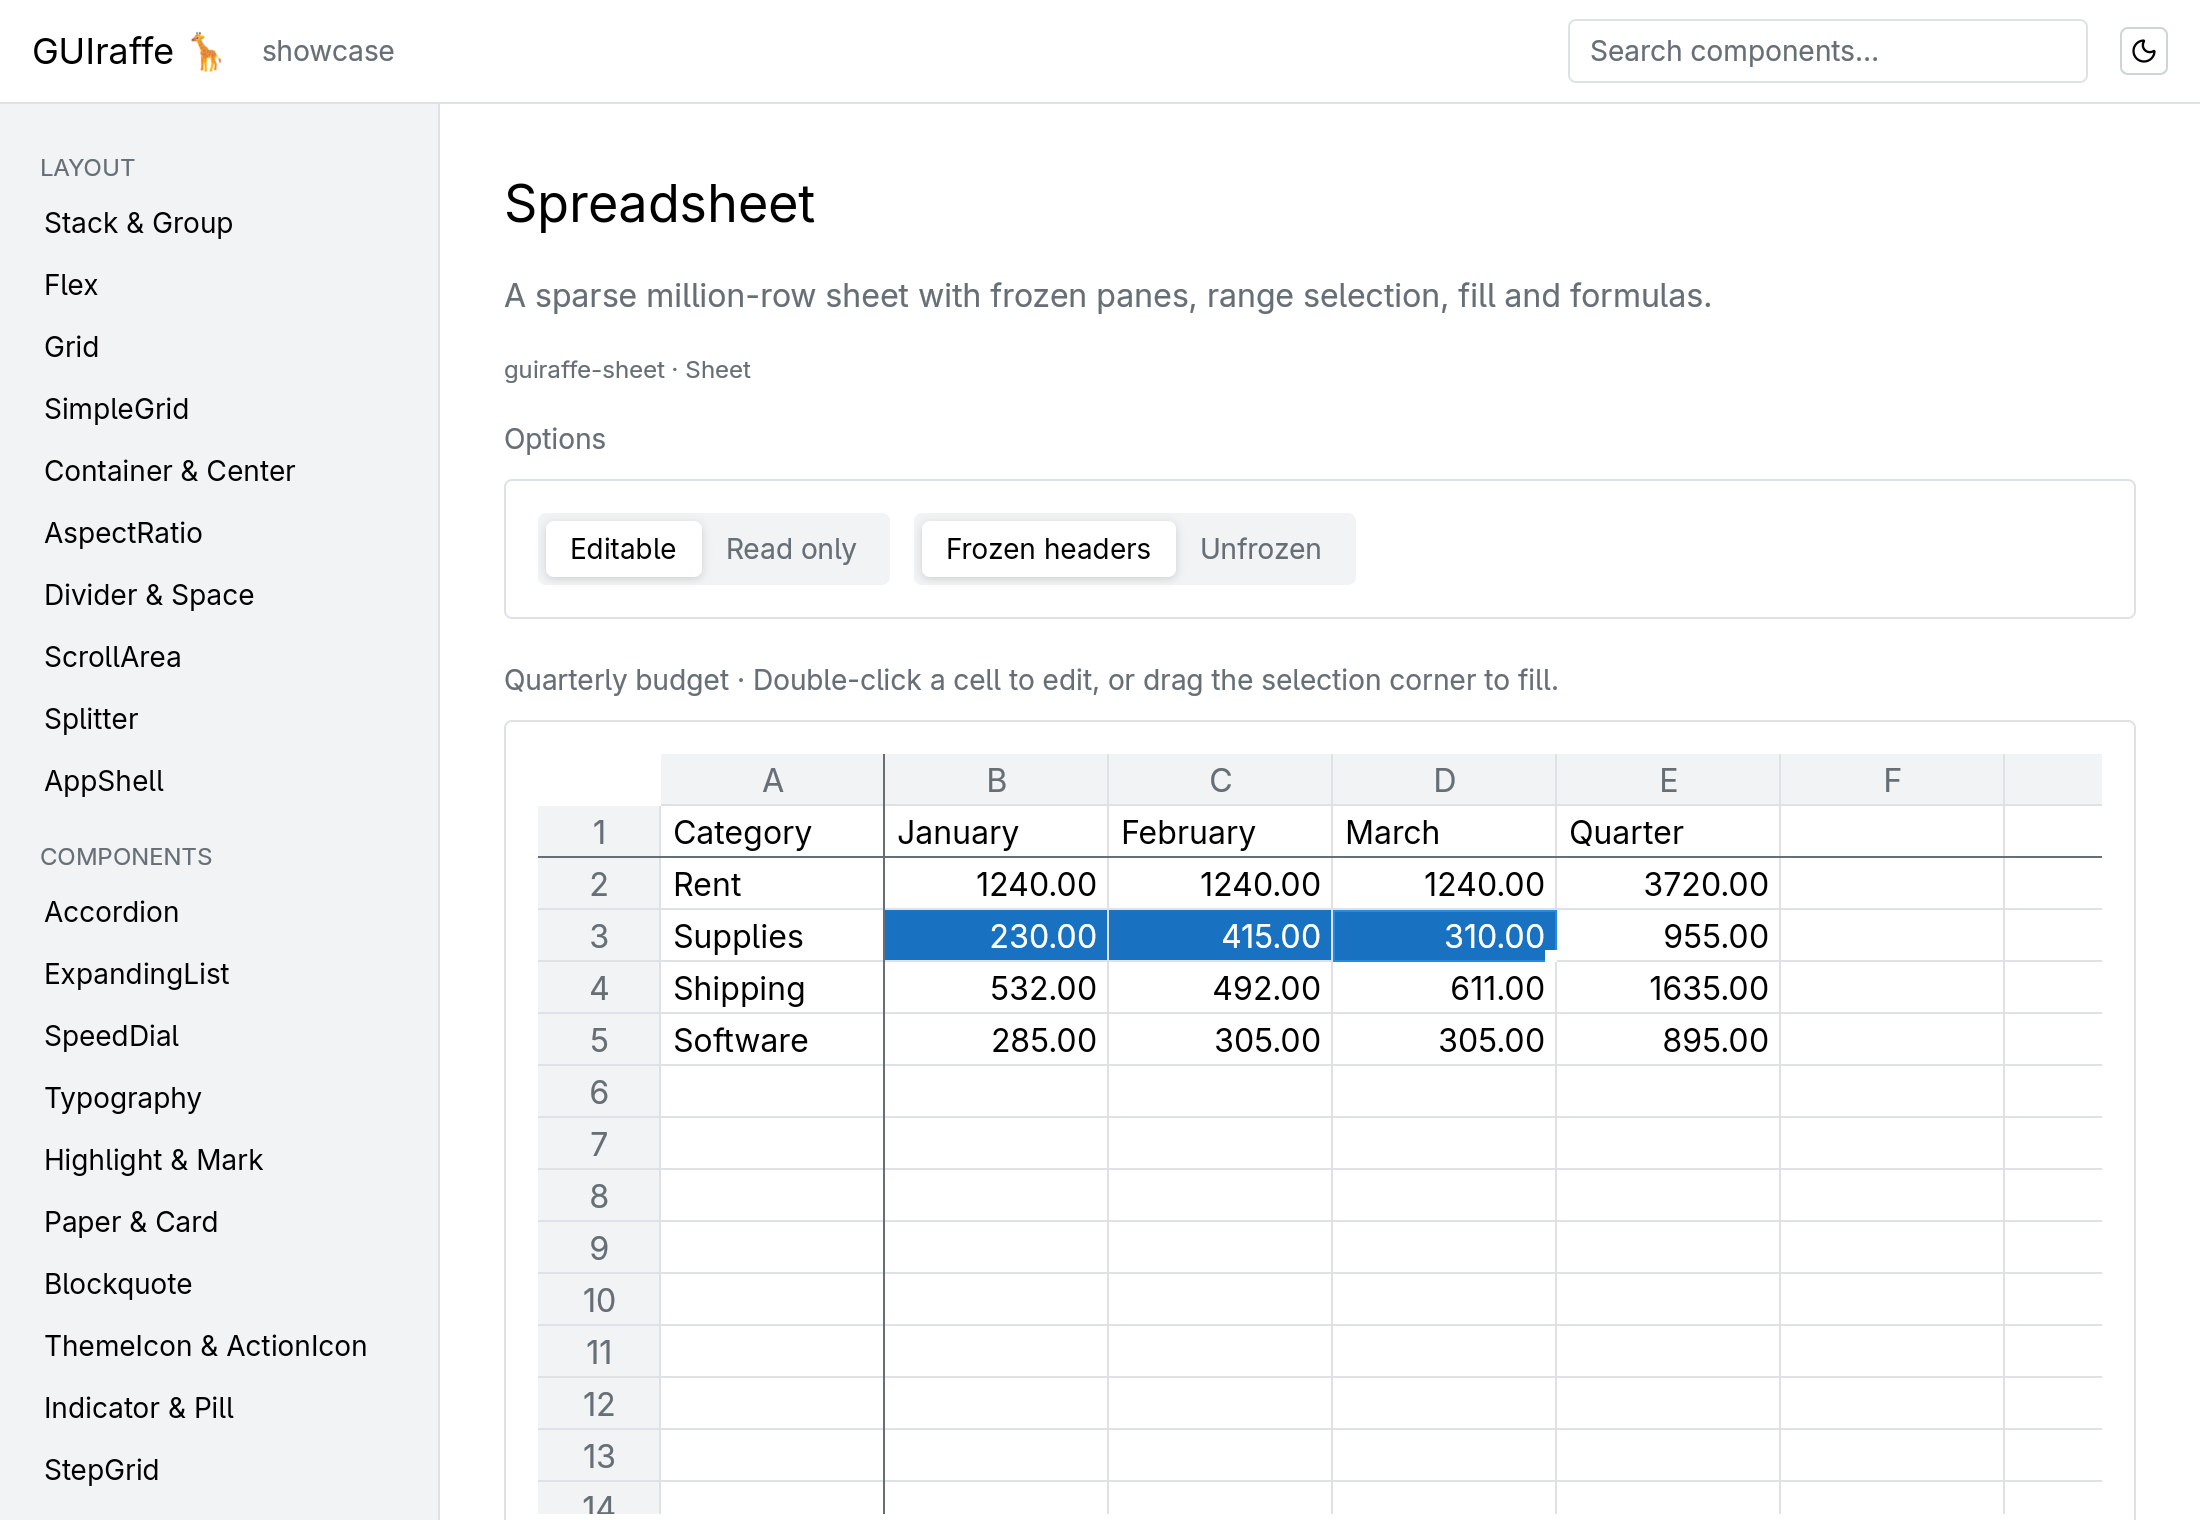 GUIraffe 🦒 showcase Search components...
LAYOUT
Stack & Group
Flex
Grid
SimpleGrid
Container & Center
AspectRatio
Divider & Space
ScrollArea
Splitter
AppShell
COMPONENTS
Accordion
ExpandingList
SpeedDial
Typography
Highlight & Mark
Paper & Card
Blockquote
ThemeIcon & ActionIcon
Indicator & Pill
StepGrid
Spreadsheet
A sparse million-row sheet with frozen panes, range selection, fill and formulas.
guiraffe-sheet · Sheet
Options
Editable Read only Frozen headers Unfrozen
Quarterly budget · Double-click a cell to edit, or drag the selection corner to fill.
A B C D E F
1 Category January February March Quarter
2 Rent 1240.00 1240.00 1240.00 3720.00
3 Supplies 230.00 415.00 310.00 955.00
4 Shipping 532.00 492.00 611.00 1635.00
5 Software 285.00 305.00 305.00 895.00
6
7
8
9
10
11
12
13
14